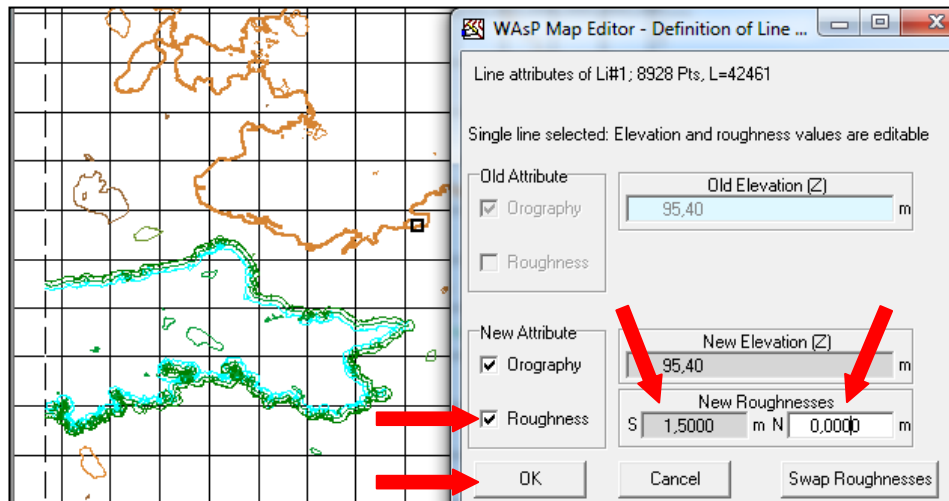 WAsP Map Editor - Definition of Line ...
Line attributes of Li#1; 8928 Pts, L=42461
Single line selected: Elevation and roughness values are editable
Old Attribute
Orography
Roughness
Old Elevation (Z)
95,40 m
New Attribute
Orography
Roughness
New Elevation (Z)
95,40 m
New Roughnesses
S 1,5000 m N 0,0000 m
OK Cancel Swap Roughnesses